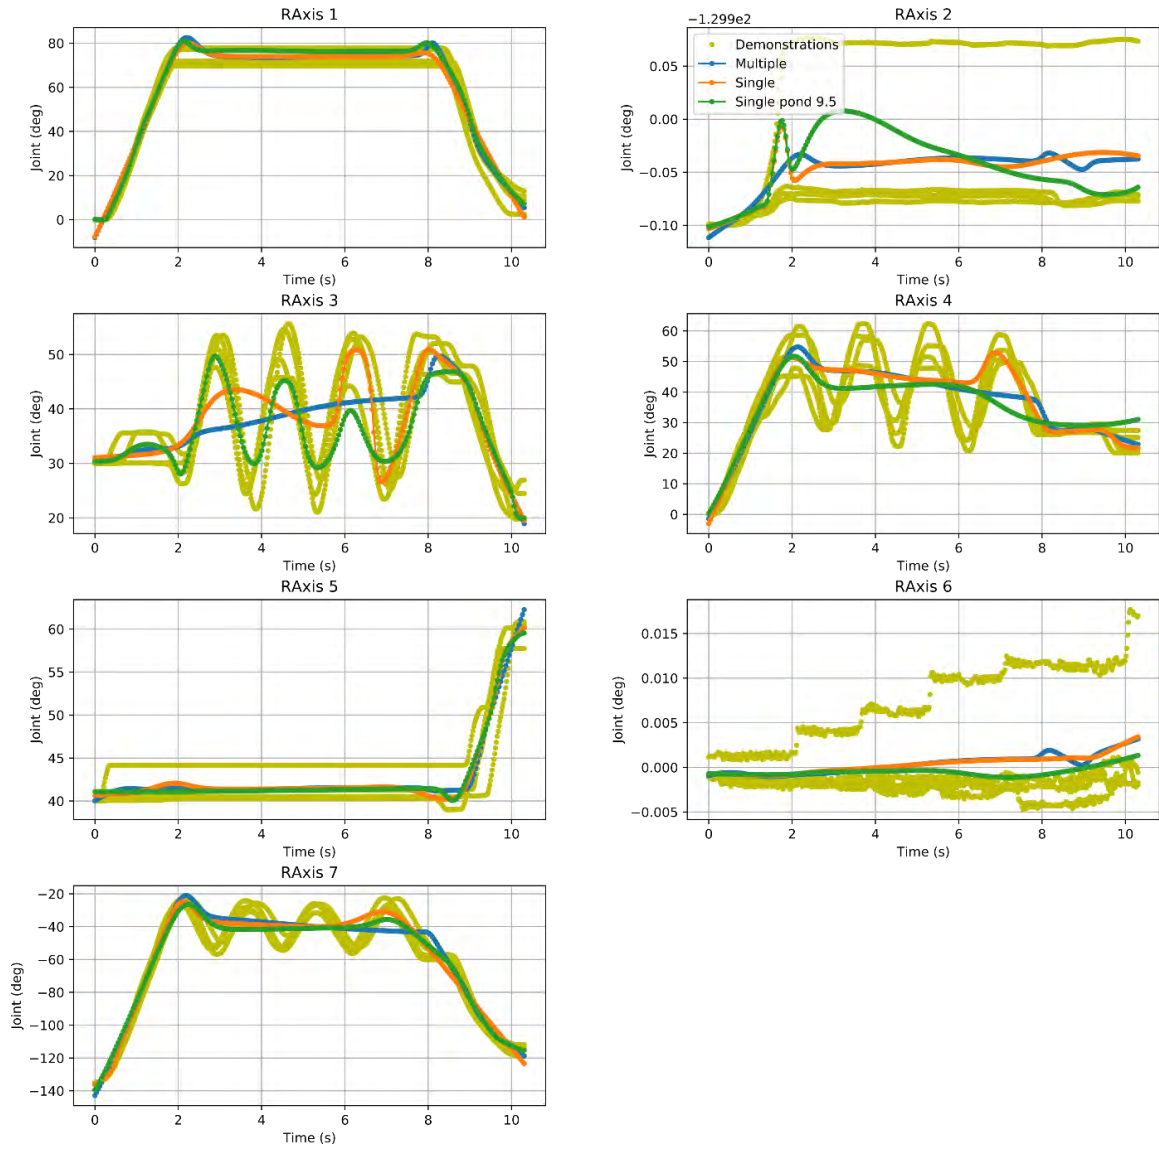 RAxis 1
80
60
40
20
0
Joint (deg)
0 2 4 6 8 10
Time (s)
−1.299e2
RAxis 2
Demonstrations
Multiple
Single
Single pond 9.5
0.05
0.00
−0.05
−0.10
Joint (deg)
0 2 4 6 8 10
Time (s)
RAxis 3
50
40
30
20
Joint (deg)
0 2 4 6 8 10
Time (s)
RAxis 4
60
50
40
30
20
10
0
Joint (deg)
0 2 4 6 8 10
Time (s)
RAxis 5
60
55
50
45
40
Joint (deg)
0 2 4 6 8 10
Time (s)
RAxis 6
0.015
0.010
0.005
0.000
−0.005
Joint (deg)
0 2 4 6 8 10
Time (s)
RAxis 7
−20
−40
−60
−80
−100
−120
−140
Joint (deg)
0 2 4 6 8 10
Time (s)